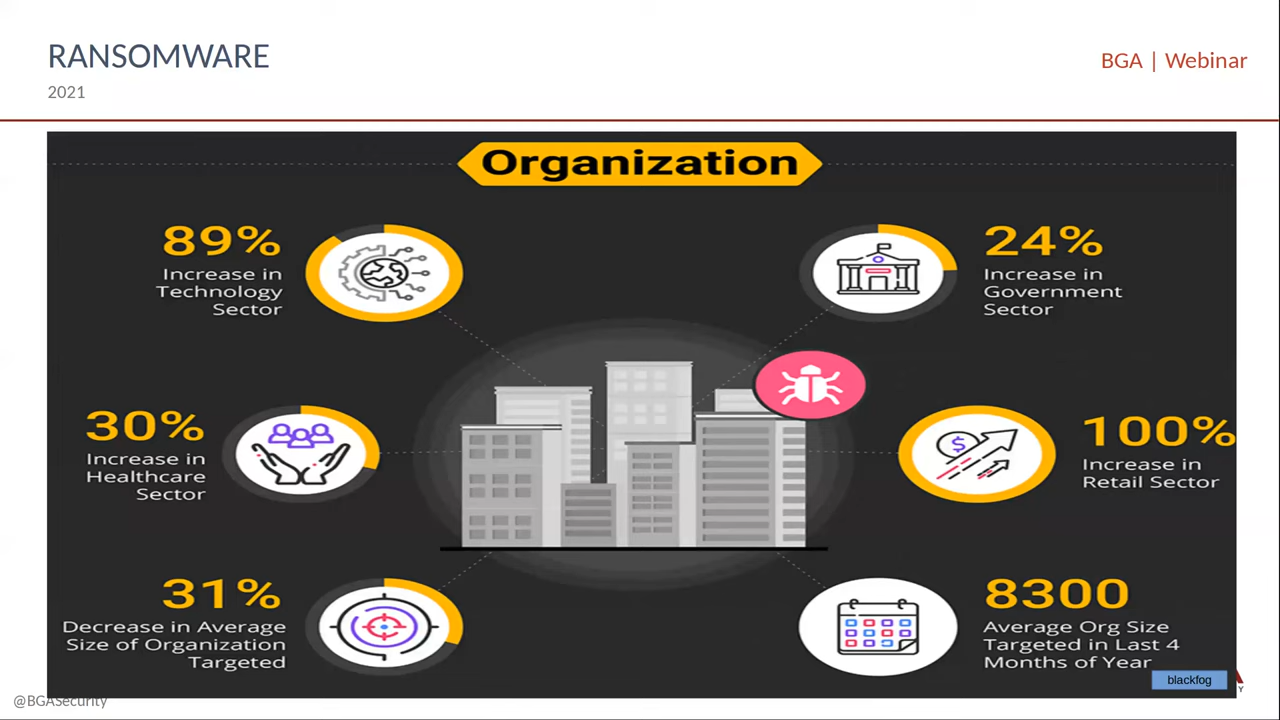 RANSOMWARE
2021
BGA | Webinar
Organization
89%
Increase in
Technology
Sector
24%
Increase in
Government
Sector
30%
Increase in
Healthcare
Sector
100%
Increase in
Retail Sector
31%
Decrease in Average
Size of Organization
Targeted
8300
Average Org Size
Targeted in Last 4
Months of Year
blackfog
@BGASecurity